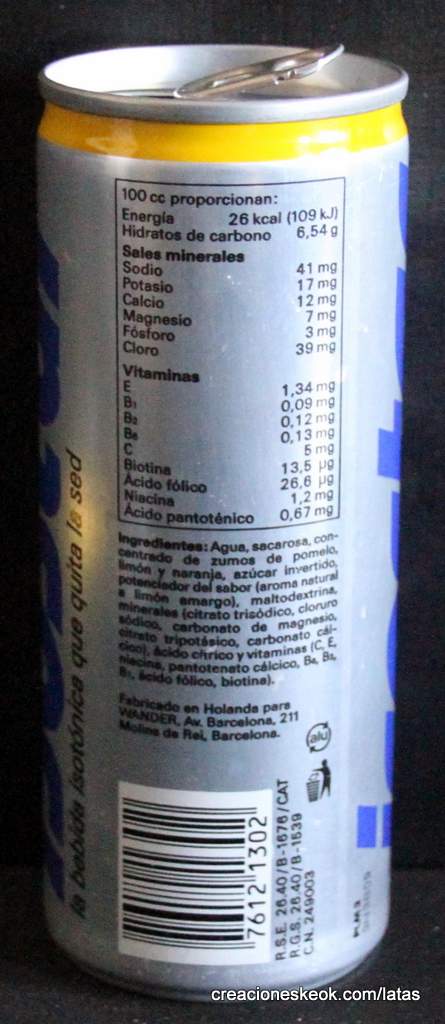 100 cc proporcionan:
Energía 26 kcal (109 kJ)
Hidratos de carbono 6,54 g
Sales minerales
Sodio 41 mg
Potasio 17 mg
Calcio 12 mg
Magnesio 7 mg
Fósforo 3 mg
Cloro 39 mg
Vitaminas
E 1,34 mg
B₁ 0,09 mg
B₂ 0,12 mg
B₆ 0,13 mg
C 5 mg
Biotina 13,5 µg
Ácido fólico 26,6 µg
Niacina 1,2 mg
Ácido pantoténico 0,67 mg
Ingredientes: Agua, sacarosa, con-
centrado de zumos de pomelo,
limón y naranja, azúcar invertido,
potenciador del sabor (aroma natural
a limón amargo), maltodextrina,
minerales (citrato trisódico, cloruro
sódico, carbonato de magnesio,
citrato tripotásico, carbonato cál-
cico), ácido cítrico y vitaminas (C, E,
niacina, pantotenato cálcico, B₆, B₂,
B₁, ácido fólico, biotina).
Fabricado en Holanda para
WANDER, Av. Barcelona, 211
Molins de Rei, Barcelona.
alu
7612 1302
R.S.E. 26.40/B-1676/CAT
R.G.S. 26.40/B-1539
C.N. 249003
la bebida isotónica que quita la sed
isostar
creacioneskeok.com/latas